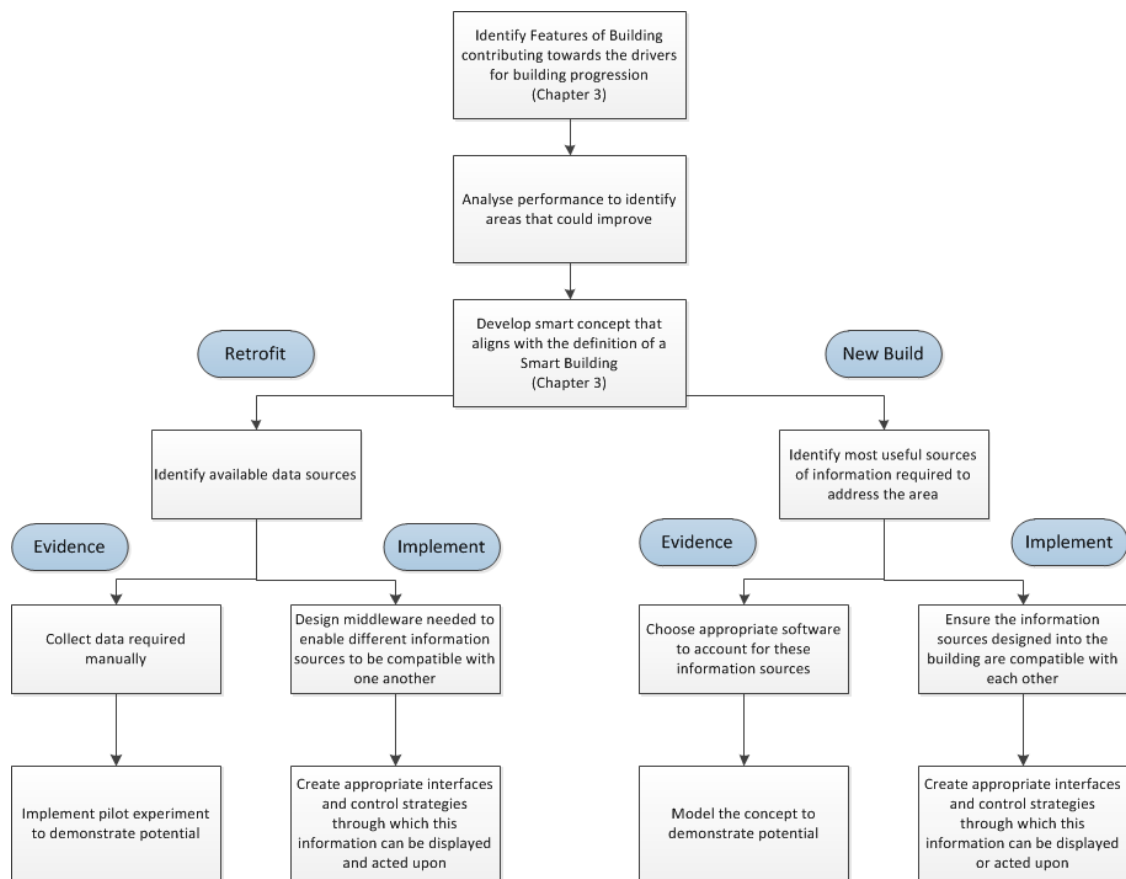 Identify Features of Building
contributing towards the drivers
for building progression
(Chapter 3)
Analyse performance to identify
areas that could improve
Develop smart concept that
aligns with the definition of a
Smart Building
(Chapter 3)
Retrofit
New Build
Identify available data sources
Identify most useful sources
of information required to
address the area
Evidence
Implement
Evidence
Implement
Collect data required
manually
Design middleware needed to
enable different information
sources to be compatible with
one another
Choose appropriate software
to account for these
information sources
Ensure the information
sources designed into the
building are compatible with
each other
Implement pilot experiment
to demonstrate potential
Create appropriate interfaces
and control strategies
through which this
information can be displayed
and acted upon
Model the concept to
demonstrate potential
Create appropriate interfaces
and control strategies
through which this
information can be displayed
or acted upon